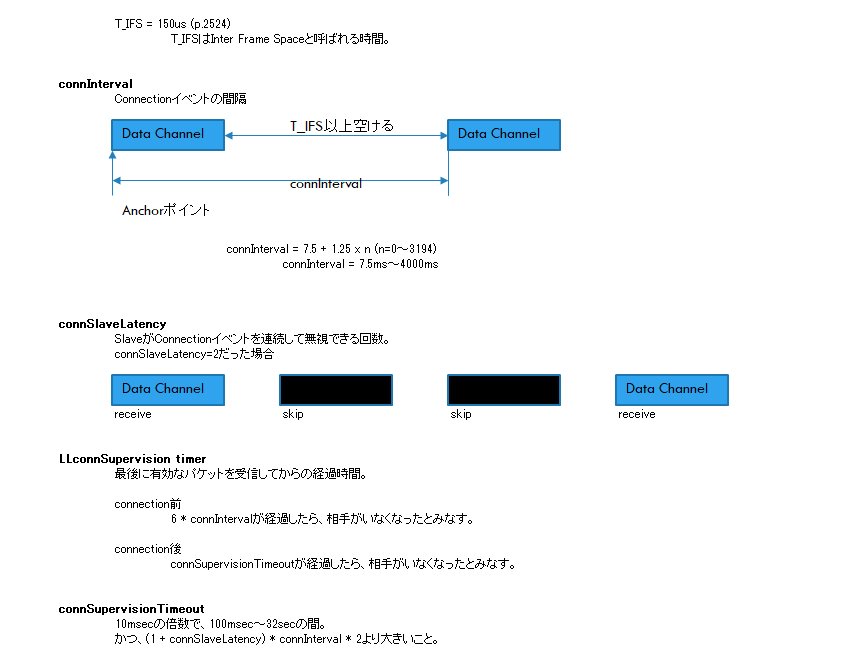 T_IFS = 150us (p.2524)
T_IFSはInter Frame Spaceと呼ばれる時間。
connInterval
Connectionイベントの間隔
Data Channel
T_IFS以上空ける
Data Channel
connInterval
Anchorポイント
connInterval = 7.5 + 1.25 x n (n=0～3194)
connInterval = 7.5ms～4000ms
connSlaveLatency
SlaveがConnectionイベントを連続して無視できる回数。
connSlaveLatency=2だった場合
Data Channel
Data Channel
receive
skip
skip
receive
LLconnSupervision timer
最後に有効なパケットを受信してからの経過時間。
connection前
6 * connIntervalが経過したら、相手がいなくなったとみなす。
connection後
connSupervisionTimeoutが経過したら、相手がいなくなったとみなす。
connSupervisionTimeout
10msecの倍数で、100msec～32secの間。
かつ、(1 + connSlaveLatency) * connInterval * 2より大きいこと。